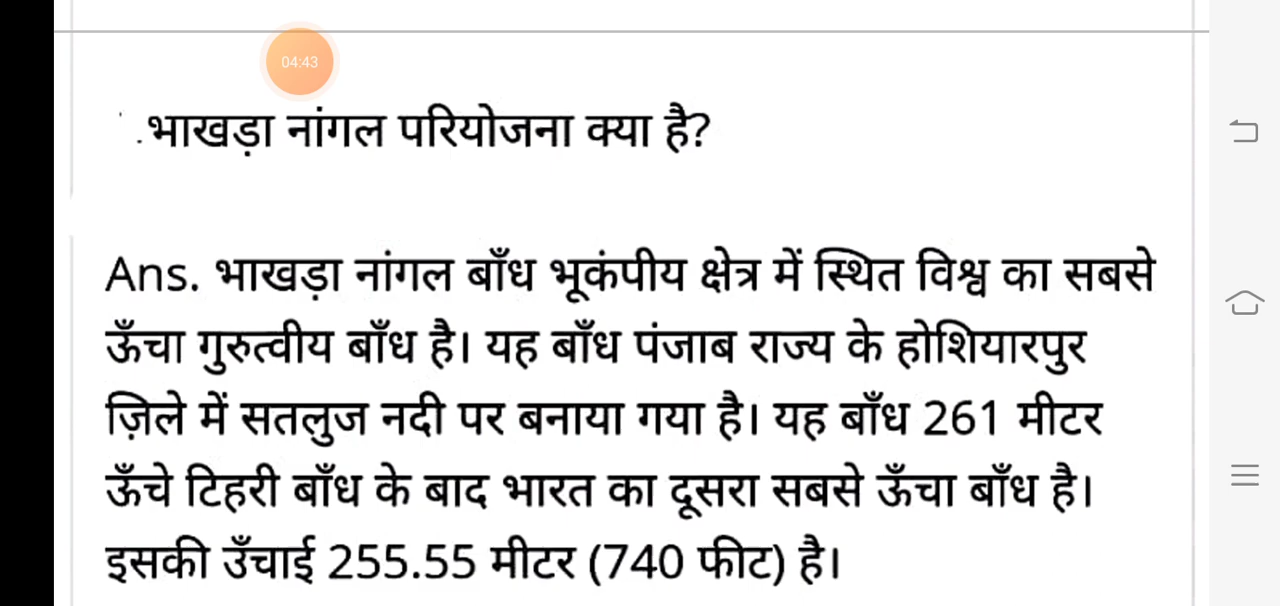 04:43
.भाखड़ा नांगल परियोजना क्या है?
Ans. भाखड़ा नांगल बाँध भूकंपीय क्षेत्र में स्थित विश्व का सबसे
ऊँचा गुरुत्वीय बाँध है। यह बाँध पंजाब राज्य के होशियारपुर
ज़िले में सतलुज नदी पर बनाया गया है। यह बाँध 261 मीटर
ऊँचे टिहरी बाँध के बाद भारत का दूसरा सबसे ऊँचा बाँध है।
इसकी उँचाई 255.55 मीटर (740 फीट) है।